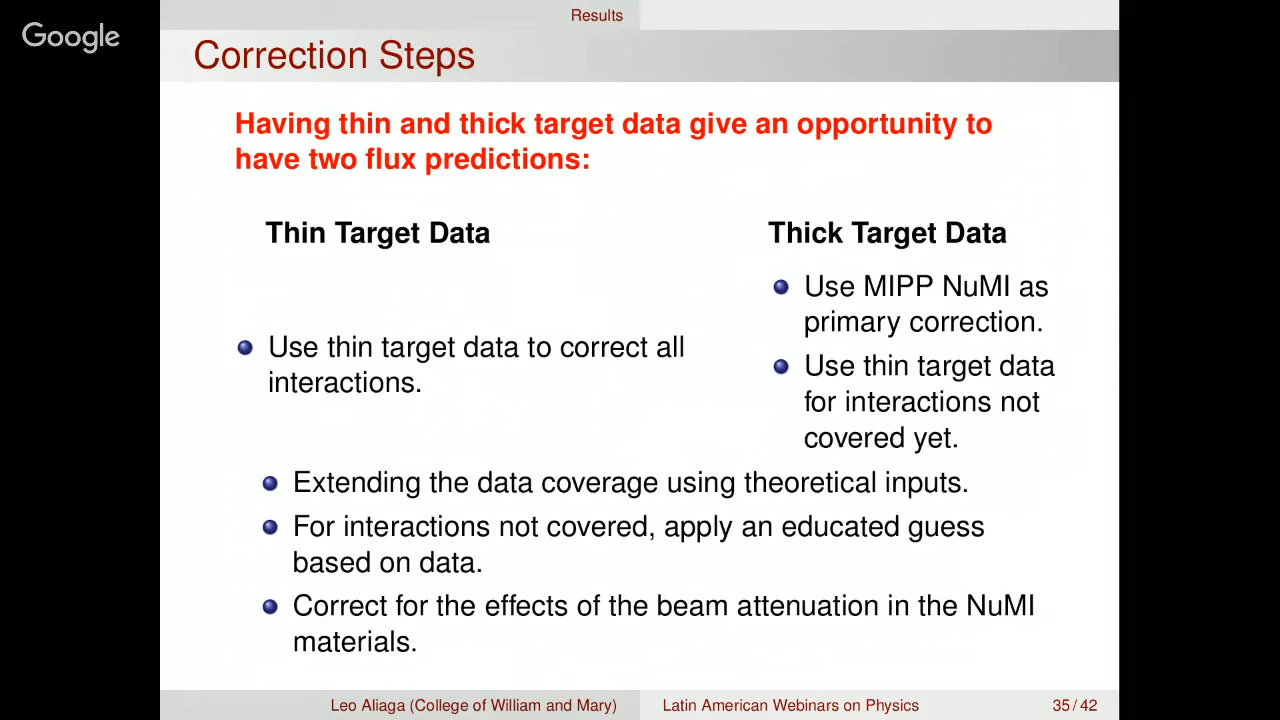 Google
Results
Correction Steps
Having thin and thick target data give an opportunity to
have two flux predictions:
Thin Target Data
Use thin target data to correct all
interactions.
Thick Target Data
Use MIPP NuMI as
primary correction.
Use thin target data
for interactions not
covered yet.
Extending the data coverage using theoretical inputs.
For interactions not covered, apply an educated guess
based on data.
Correct for the effects of the beam attenuation in the NuMI
materials.
Leo Aliaga (College of William and Mary)
Latin American Webinars on Physics
35 / 42